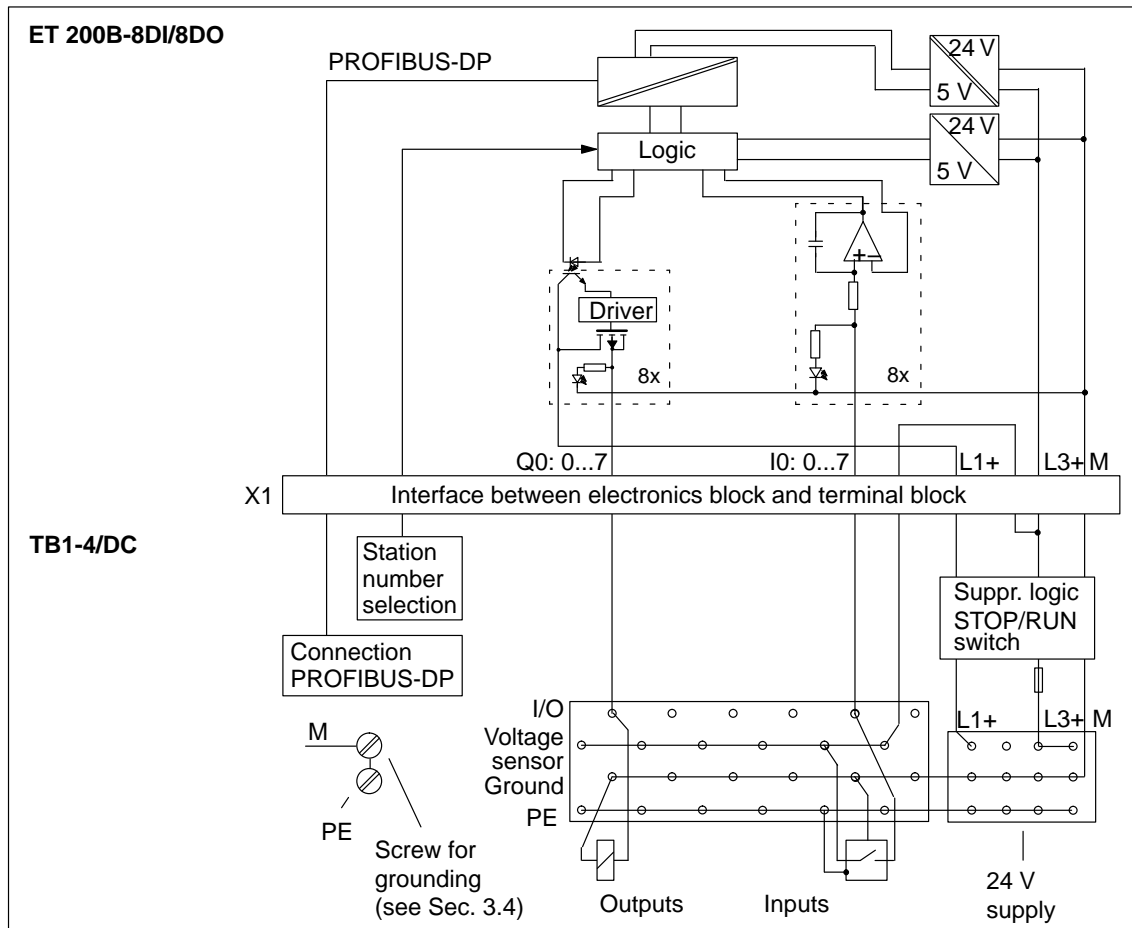 ET 200B-8DI/8DO
PROFIBUS-DP
24 V
5 V
24 V
5 V
Logic
+ −
Driver
8x
8x
Q0: 0...7
I0: 0...7
L1+
L3+ M
X1
Interface between electronics block and terminal block
TB1-4/DC
Station
number
selection
Suppr. logic
STOP/RUN
switch
Connection
PROFIBUS-DP
I/O
Voltage
sensor
Ground
PE
L1+
L3+ M
M
PE
Screw for
grounding
(see Sec. 3.4)
Outputs
Inputs
24 V
supply